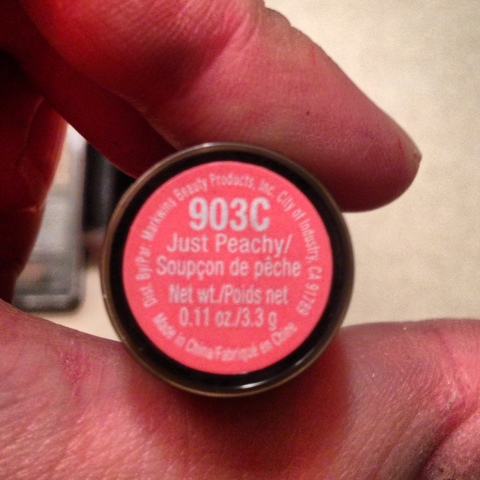 Dist. By/Par: Markwins Beauty Products, Inc. City of Industry, CA 91789
903C
Just Peachy/
Soupçon de pêche
Net wt./Poids net
0.11 oz./3.3 g
Made in China/Fabriqué en Chine